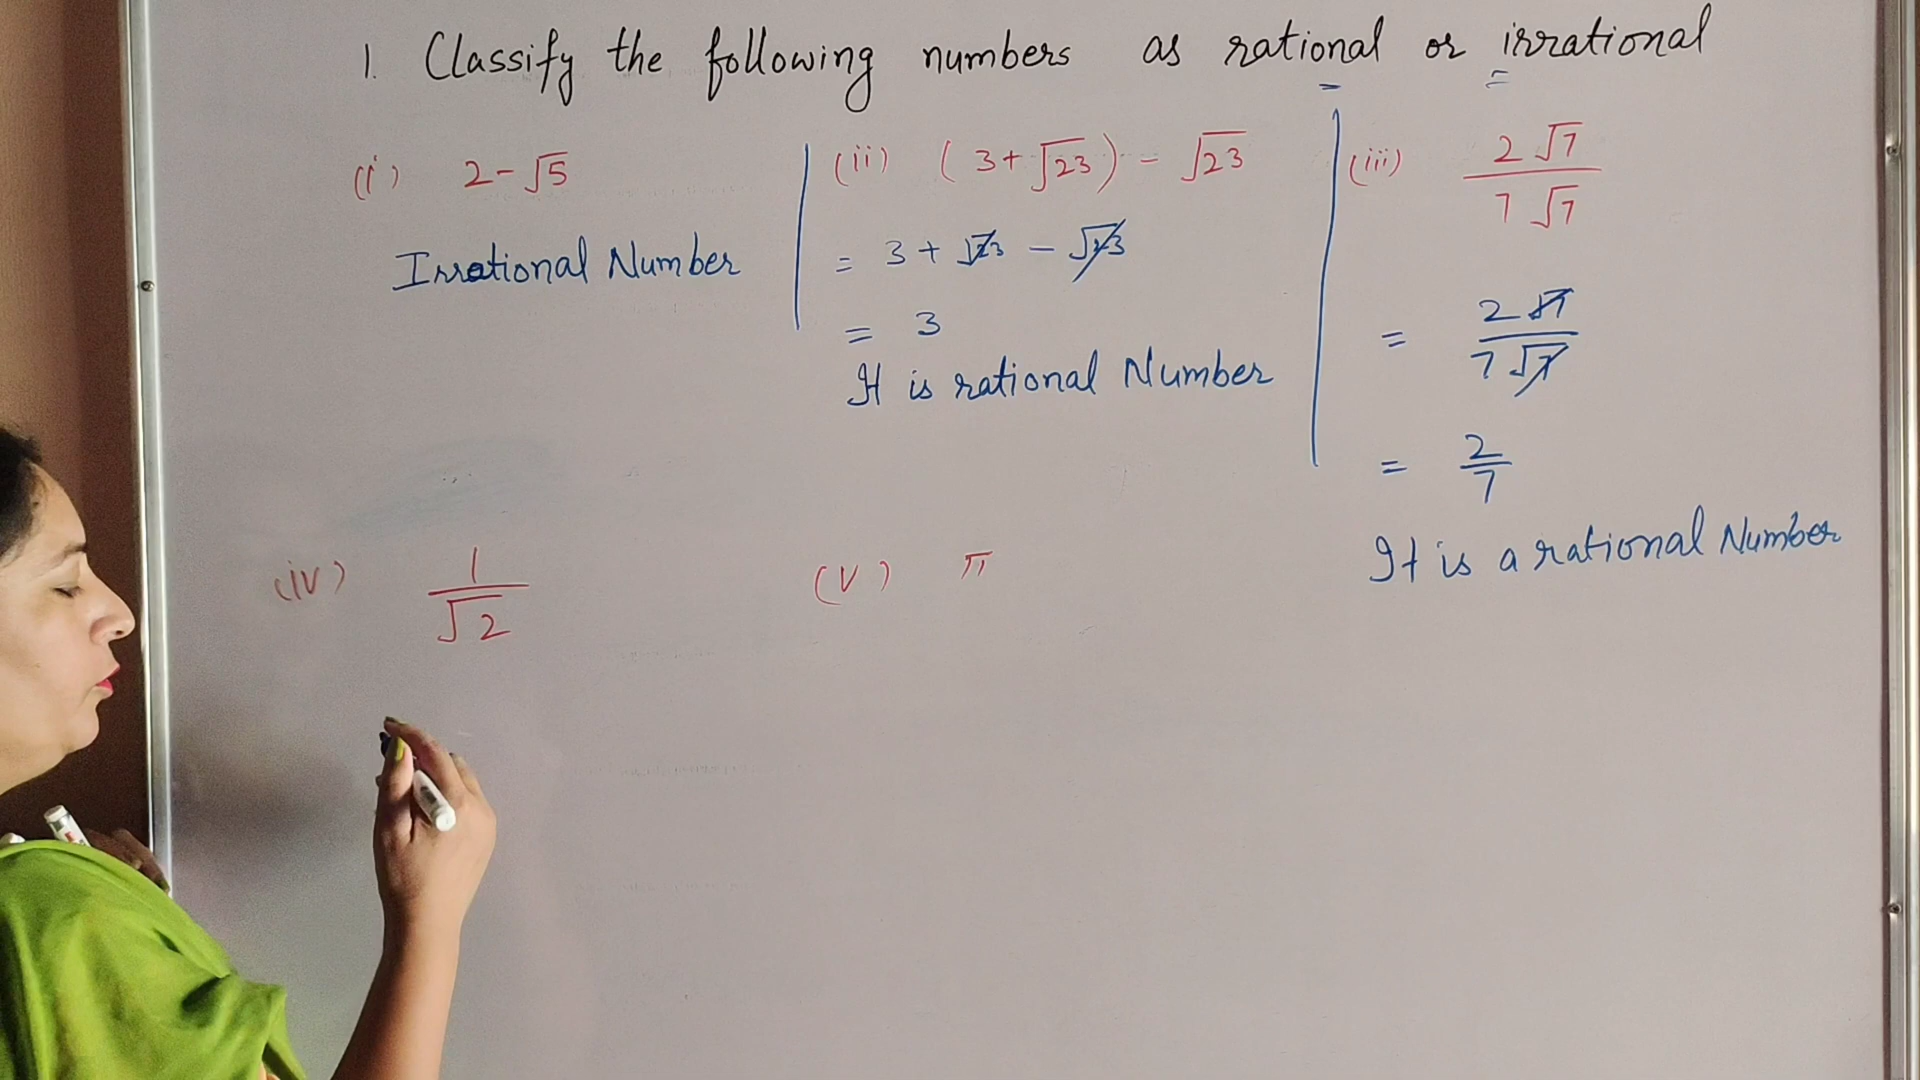 1. Classify the following numbers as rational or irrational
(i) 2-√5
Irrational Number
(ii) (3+√23) - √23
= 3 + √23 - √23
= 3
It is rational Number
(iii) 2√7 / 7√7
= 2√7 / 7√7
= 2/7
It is a rational Number
(iv) 1/√2
(v) π